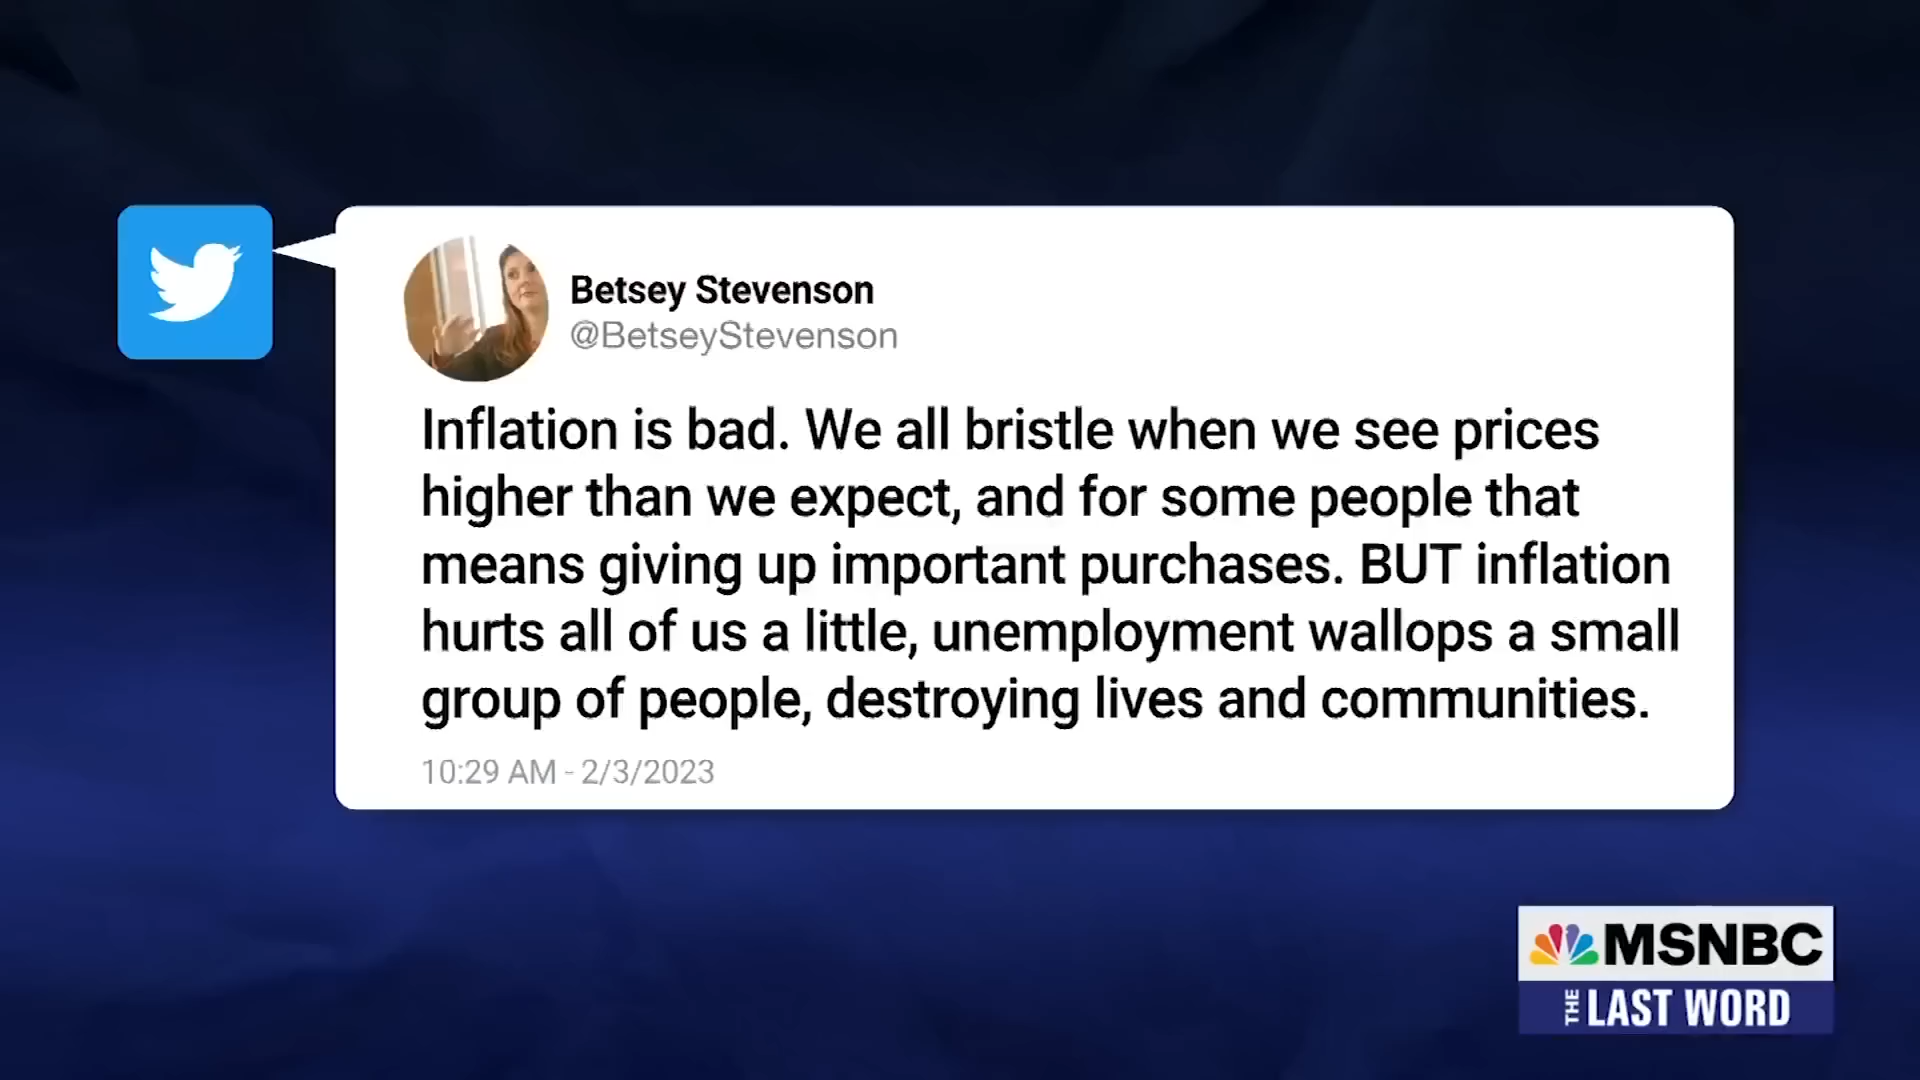 Betsey Stevenson
@BetseyStevenson
Inflation is bad. We all bristle when we see prices
higher than we expect, and for some people that
means giving up important purchases. BUT inflation
hurts all of us a little, unemployment wallops a small
group of people, destroying lives and communities.
10:29 AM - 2/3/2023
MSNBC
THE LAST WORD